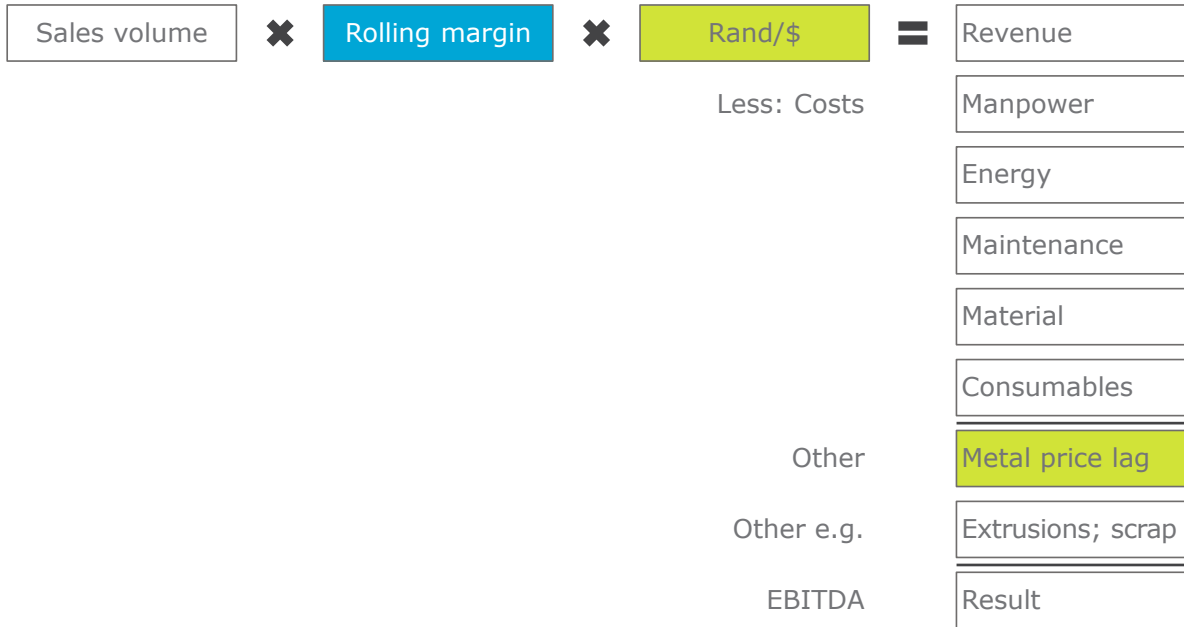 Sales volume ✖ Rolling margin ✖ Rand/$ = Revenue
Less: Costs Manpower
Energy
Maintenance
Material
Consumables
Other Metal price lag
Other e.g. Extrusions; scrap
EBITDA Result